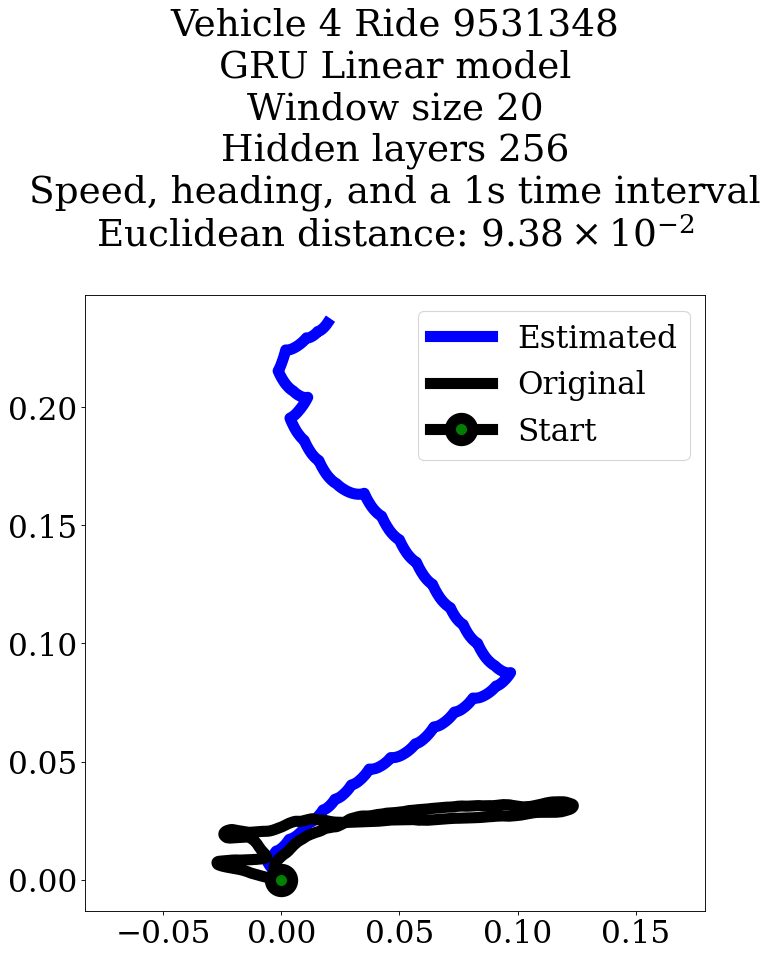 Vehicle 4 Ride 9531348
GRU Linear model
Window size 20
Hidden layers 256
Speed, heading, and a 1s time interval
Euclidean distance: 9.38 × 10⁻²
Estimated
Original
Start
0.20
0.15
0.10
0.05
0.00
−0.05 0.00 0.05 0.10 0.15